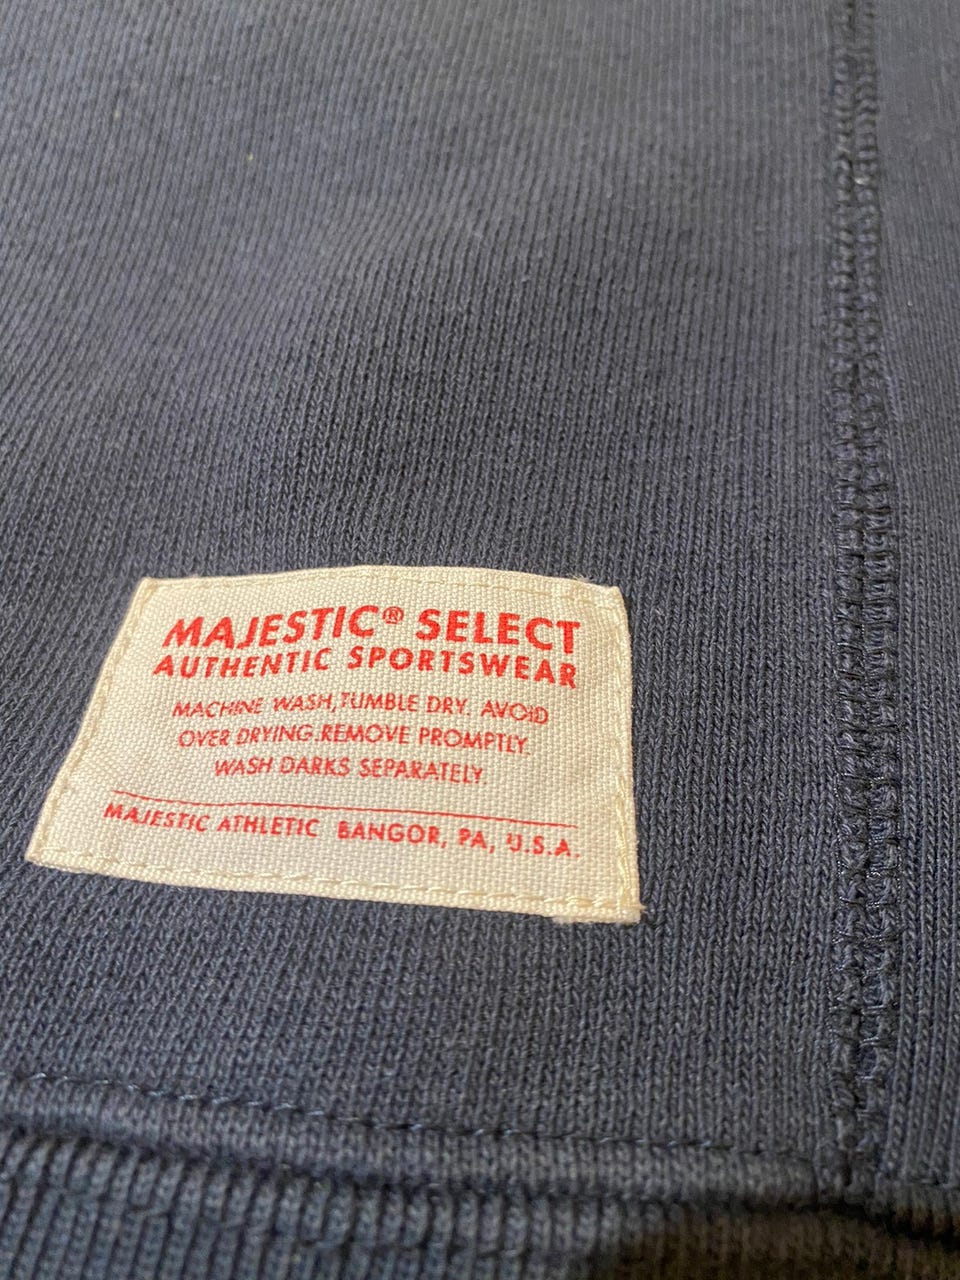 MAJESTIC® SELECT
AUTHENTIC SPORTSWEAR
MACHINE WASH, TUMBLE DRY. AVOID
OVER DRYING. REMOVE PROMPTLY.
WASH DARKS SEPARATELY.
MAJESTIC ATHLETIC BANGOR, PA, U.S.A.